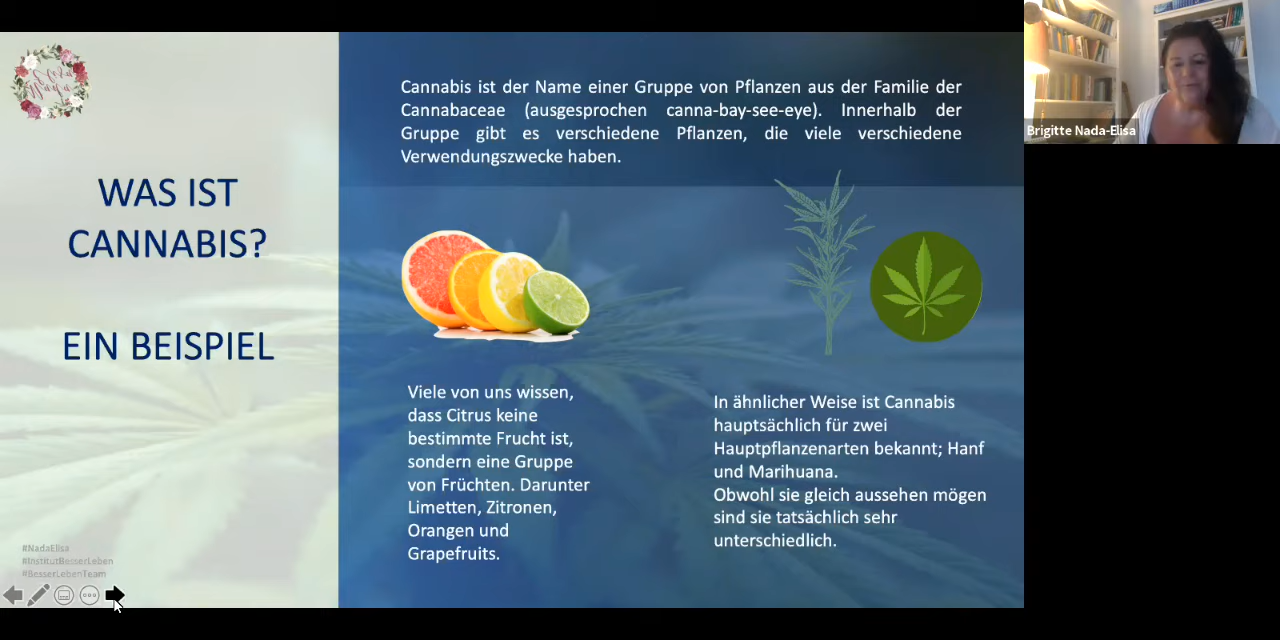 WAS IST
CANNABIS?
EIN BEISPIEL
Cannabis ist der Name einer Gruppe von Pflanzen aus der Familie der
Cannabaceae (ausgesprochen canna-bay-see-eye). Innerhalb der
Gruppe gibt es verschiedene Pflanzen, die viele verschiedene
Verwendungszwecke haben.
Viele von uns wissen,
dass Citrus keine
bestimmte Frucht ist,
sondern eine Gruppe
von Früchten. Darunter
Limetten, Zitronen,
Orangen und
Grapefruits.
In ähnlicher Weise ist Cannabis
hauptsächlich für zwei
Hauptpflanzenarten bekannt; Hanf
und Marihuana.
Obwohl sie gleich aussehen mögen
sind sie tatsächlich sehr
unterschiedlich.
#NadaElisa
#InstitutBesserLeben
#BesserLebenTeam
Brigitte Nada-Elisa